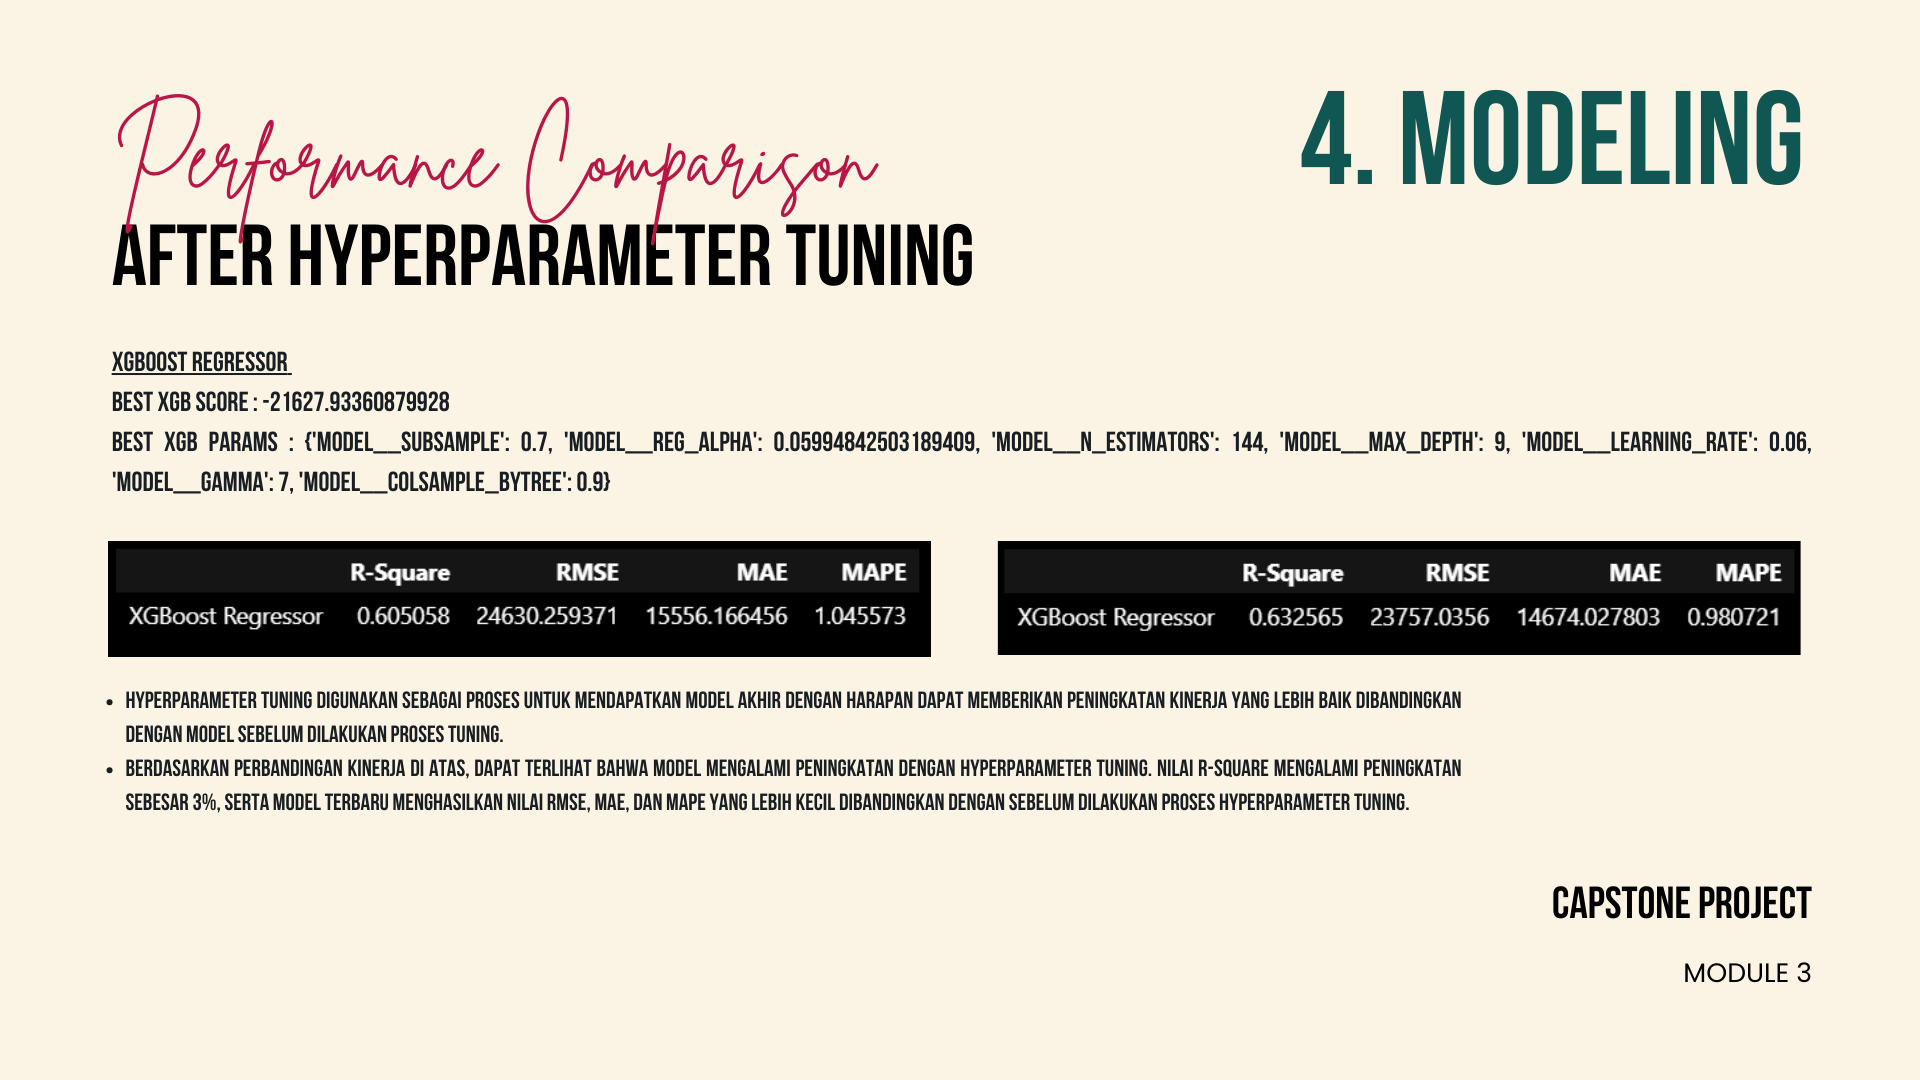 Performance Comparison
4. MODELING
AFTER HYPERPARAMETER TUNING
XGBOOST REGRESSOR
BEST XGB SCORE : -21627.93360879928
BEST XGB PARAMS : {'MODEL__SUBSAMPLE': 0.7, 'MODEL__REG_ALPHA': 0.05994842503189409, 'MODEL__N_ESTIMATORS': 144, 'MODEL__MAX_DEPTH': 9, 'MODEL__LEARNING_RATE': 0.06,
'MODEL__GAMMA': 7, 'MODEL__COLSAMPLE_BYTREE': 0.9}
R-Square RMSE MAE MAPE
XGBoost Regressor 0.605058 24630.259371 15556.166456 1.045573
R-Square RMSE MAE MAPE
XGBoost Regressor 0.632565 23757.0356 14674.027803 0.980721
• HYPERPARAMETER TUNING DIGUNAKAN SEBAGAI PROSES UNTUK MENDAPATKAN MODEL AKHIR DENGAN HARAPAN DAPAT MEMBERIKAN PENINGKATAN KINERJA YANG LEBIH BAIK DIBANDINGKAN
DENGAN MODEL SEBELUM DILAKUKAN PROSES TUNING.
• BERDASARKAN PERBANDINGAN KINERJA DI ATAS, DAPAT TERLIHAT BAHWA MODEL MENGALAMI PENINGKATAN DENGAN HYPERPARAMETER TUNING. NILAI R-SQUARE MENGALAMI PENINGKATAN
SEBESAR 3%, SERTA MODEL TERBARU MENGHASILKAN NILAI RMSE, MAE, DAN MAPE YANG LEBIH KECIL DIBANDINGKAN DENGAN SEBELUM DILAKUKAN PROSES HYPERPARAMETER TUNING.
CAPSTONE PROJECT
MODULE 3